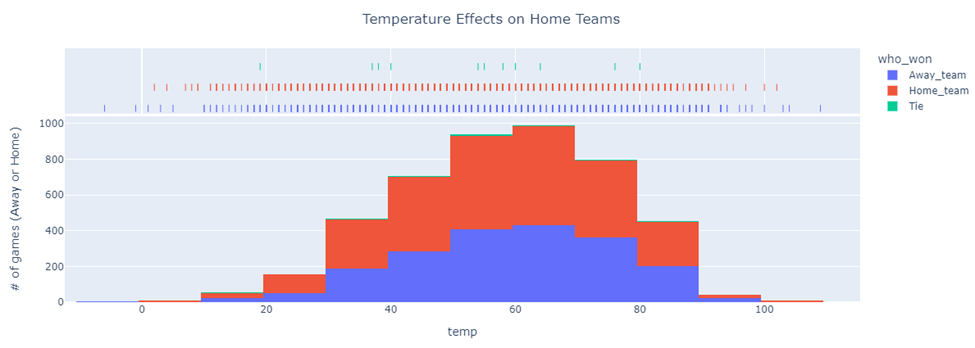 Temperature Effects on Home Teams
who_won
Away_team
Home_team
Tie
# of games (Away or Home)
1000
800
600
400
200
0
0 20 40 60 80 100
temp